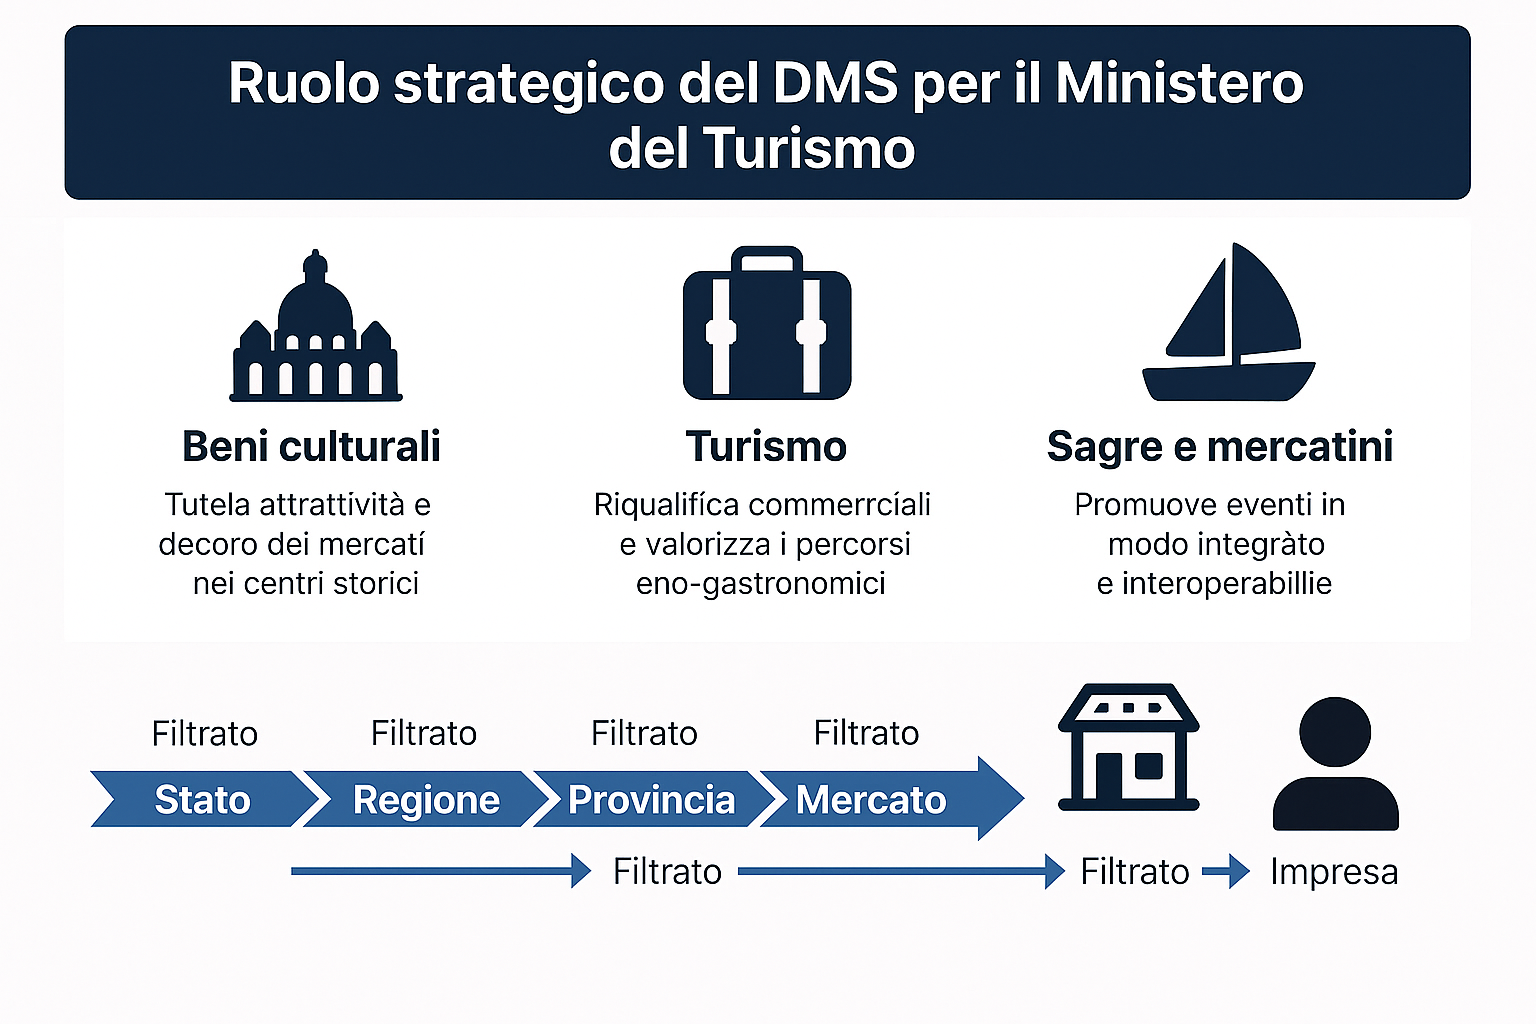 Ruolo strategico del DMS per il Ministero
del Turismo
Beni culturali
Tutela attrattività e
decoro dei mercatí
nei centri storici
Turismo
Riqualifíca commerrcíali
e valorizza i percorsi
eno-gastronomici
Sagre e mercatini
Promuove eventi in
modo integràto
e interoperabillie
Filtrato Filtrato Filtrato Filtrato
Stato Regione Provincia Mercato
Filtrato Filtrato Impresa